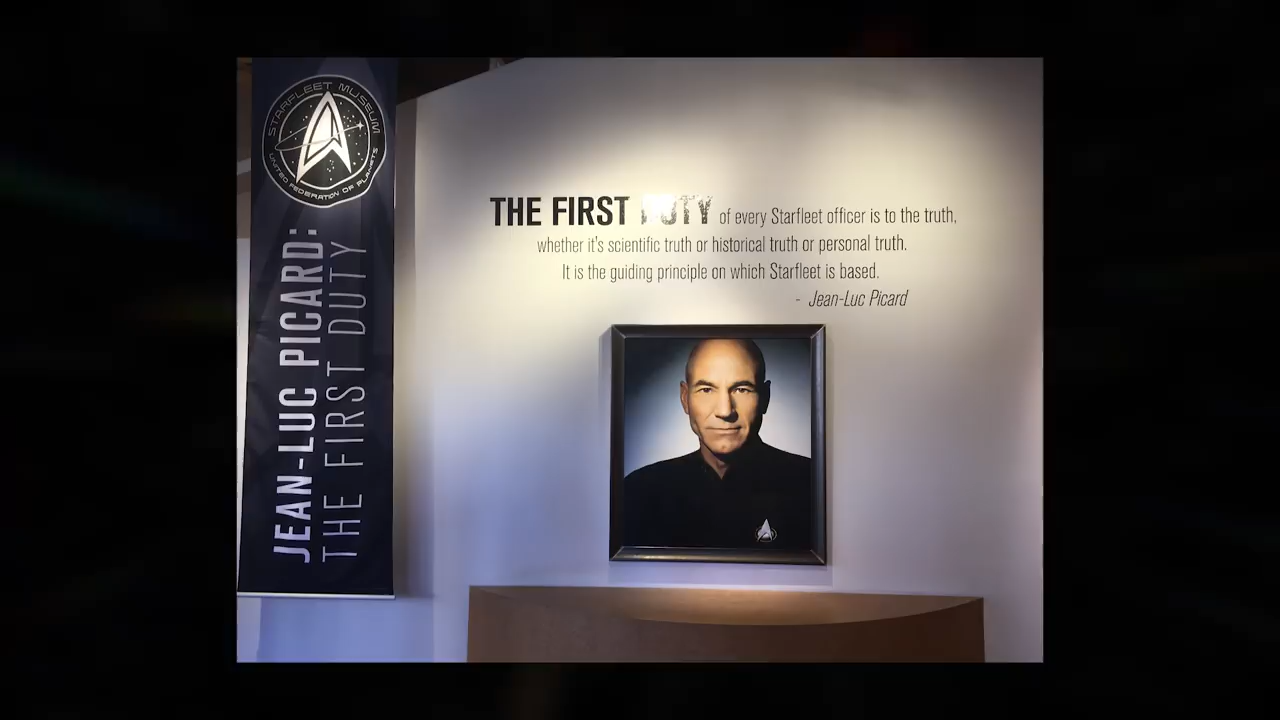 STARFLEET MUSEUM
UNITED FEDERATION OF PLANETS
JEAN-LUC PICARD:
THE FIRST DUTY
THE FIRST DUTY of every Starfleet officer is to the truth,
whether it's scientific truth or historical truth or personal truth.
It is the guiding principle on which Starfleet is based.
- Jean-Luc Picard